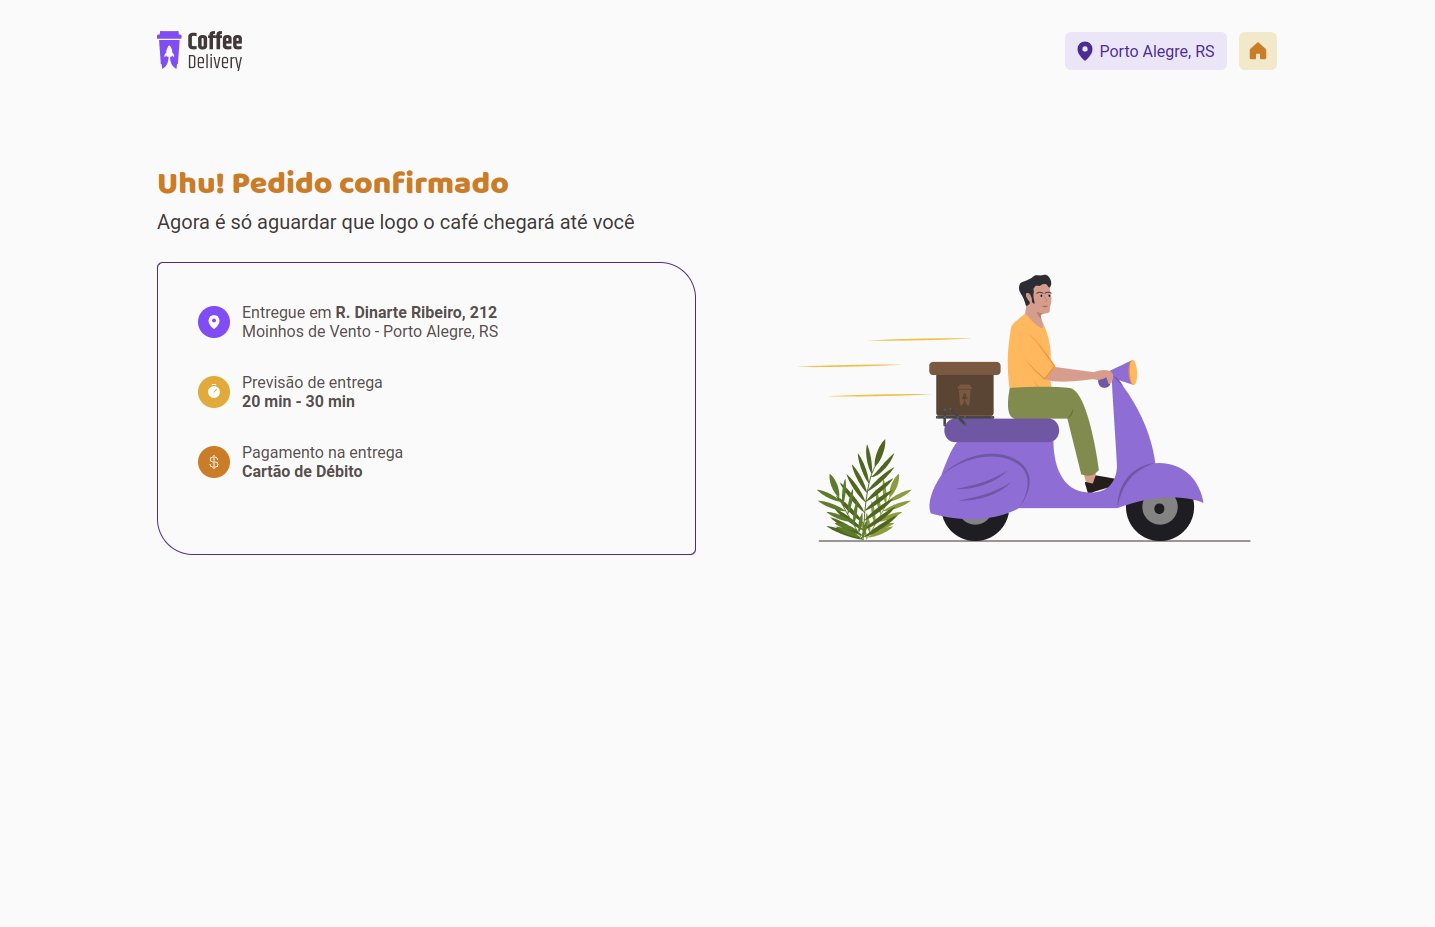 Coffee
Delivery
Porto Alegre, RS
Uhu! Pedido confirmado
Agora é só aguardar que logo o café chegará até você
Entregue em R. Dinarte Ribeiro, 212
Moinhos de Vento - Porto Alegre, RS
Previsão de entrega
20 min - 30 min
Pagamento na entrega
Cartão de Débito